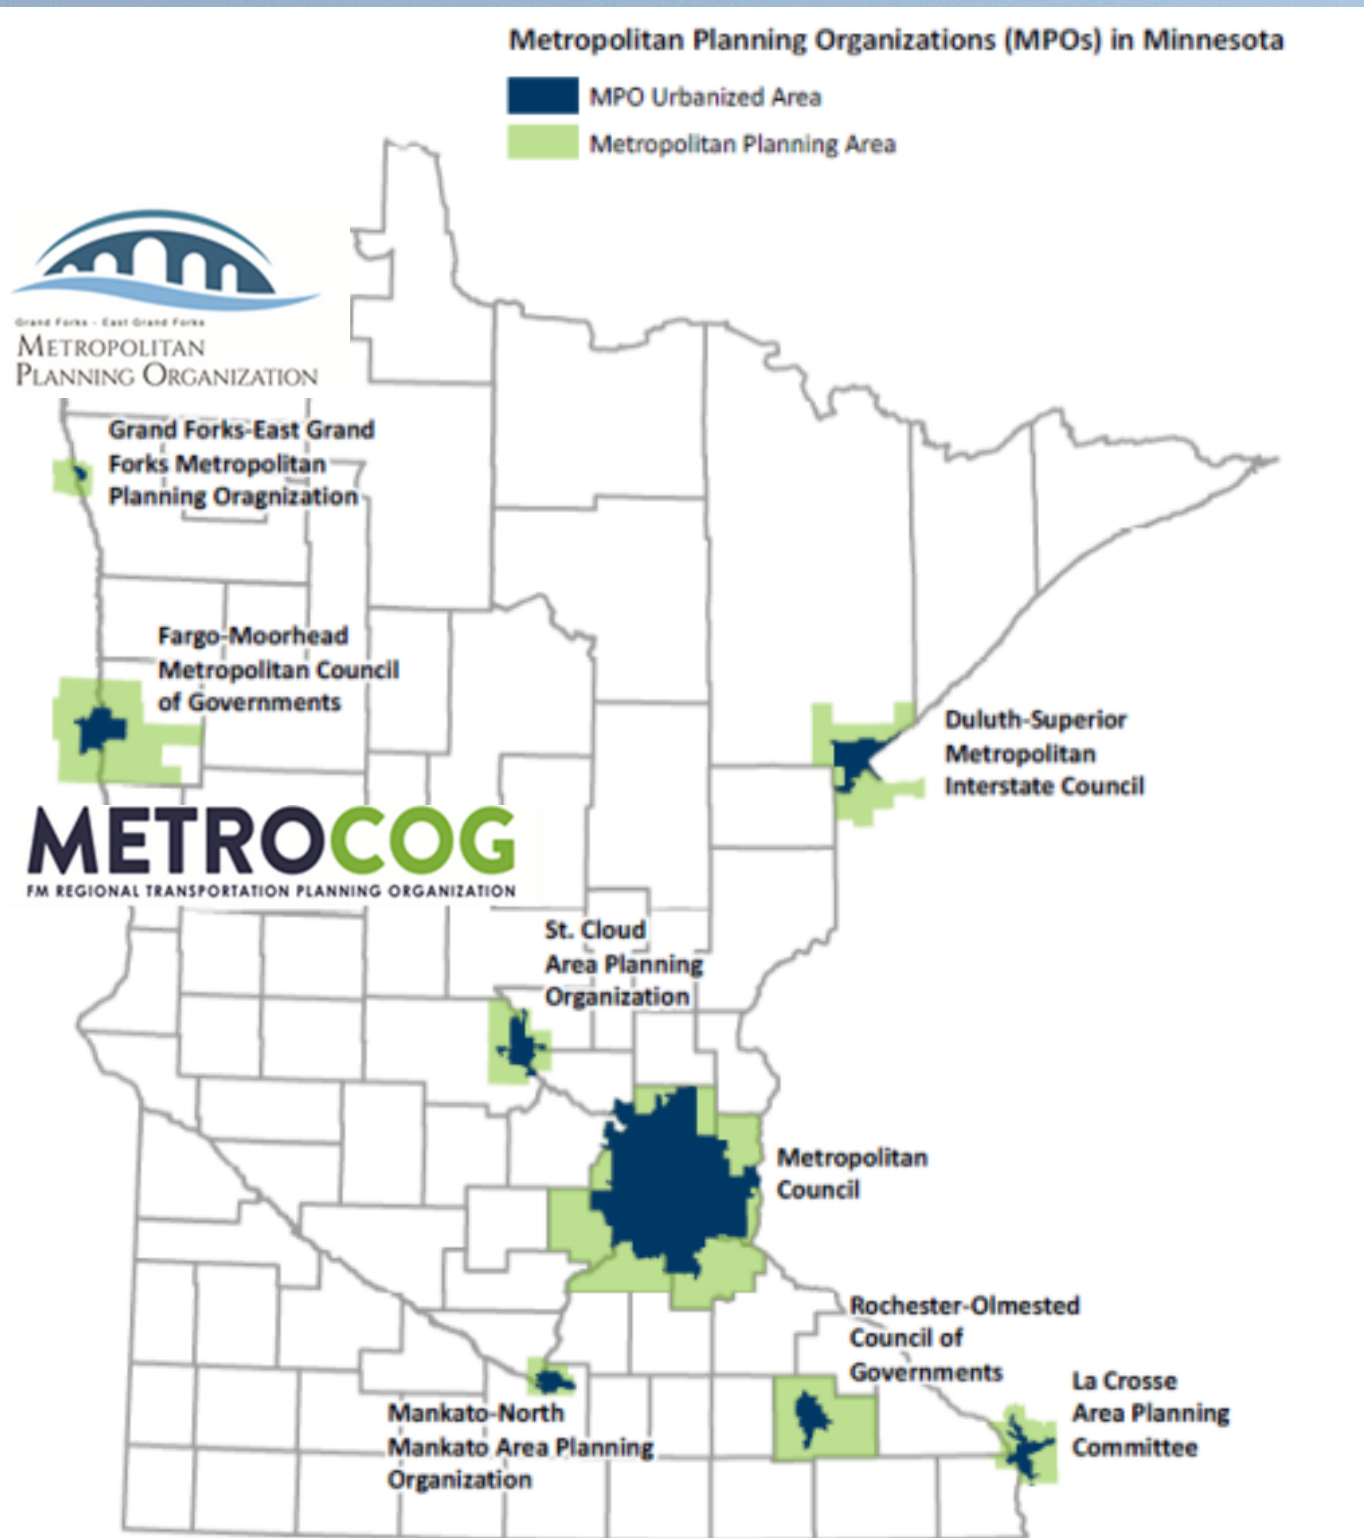 Metropolitan Planning Organizations (MPOs) in Minnesota
MPO Urbanized Area
Metropolitan Planning Area
Grand Forks - East Grand Forks
METROPOLITAN
PLANNING ORGANIZATION
Grand Forks-East Grand
Forks Metropolitan
Planning Oragnization
Fargo-Moorhead
Metropolitan Council
of Governments
Duluth-Superior
Metropolitan
Interstate Council
METROCOG
FM REGIONAL TRANSPORTATION PLANNING ORGANIZATION
St. Cloud
Area Planning
Organization
Metropolitan
Council
Rochester-Olmested
Council of
Governments
La Crosse
Area Planning
Committee
Mankato-North
Mankato Area Planning
Organization